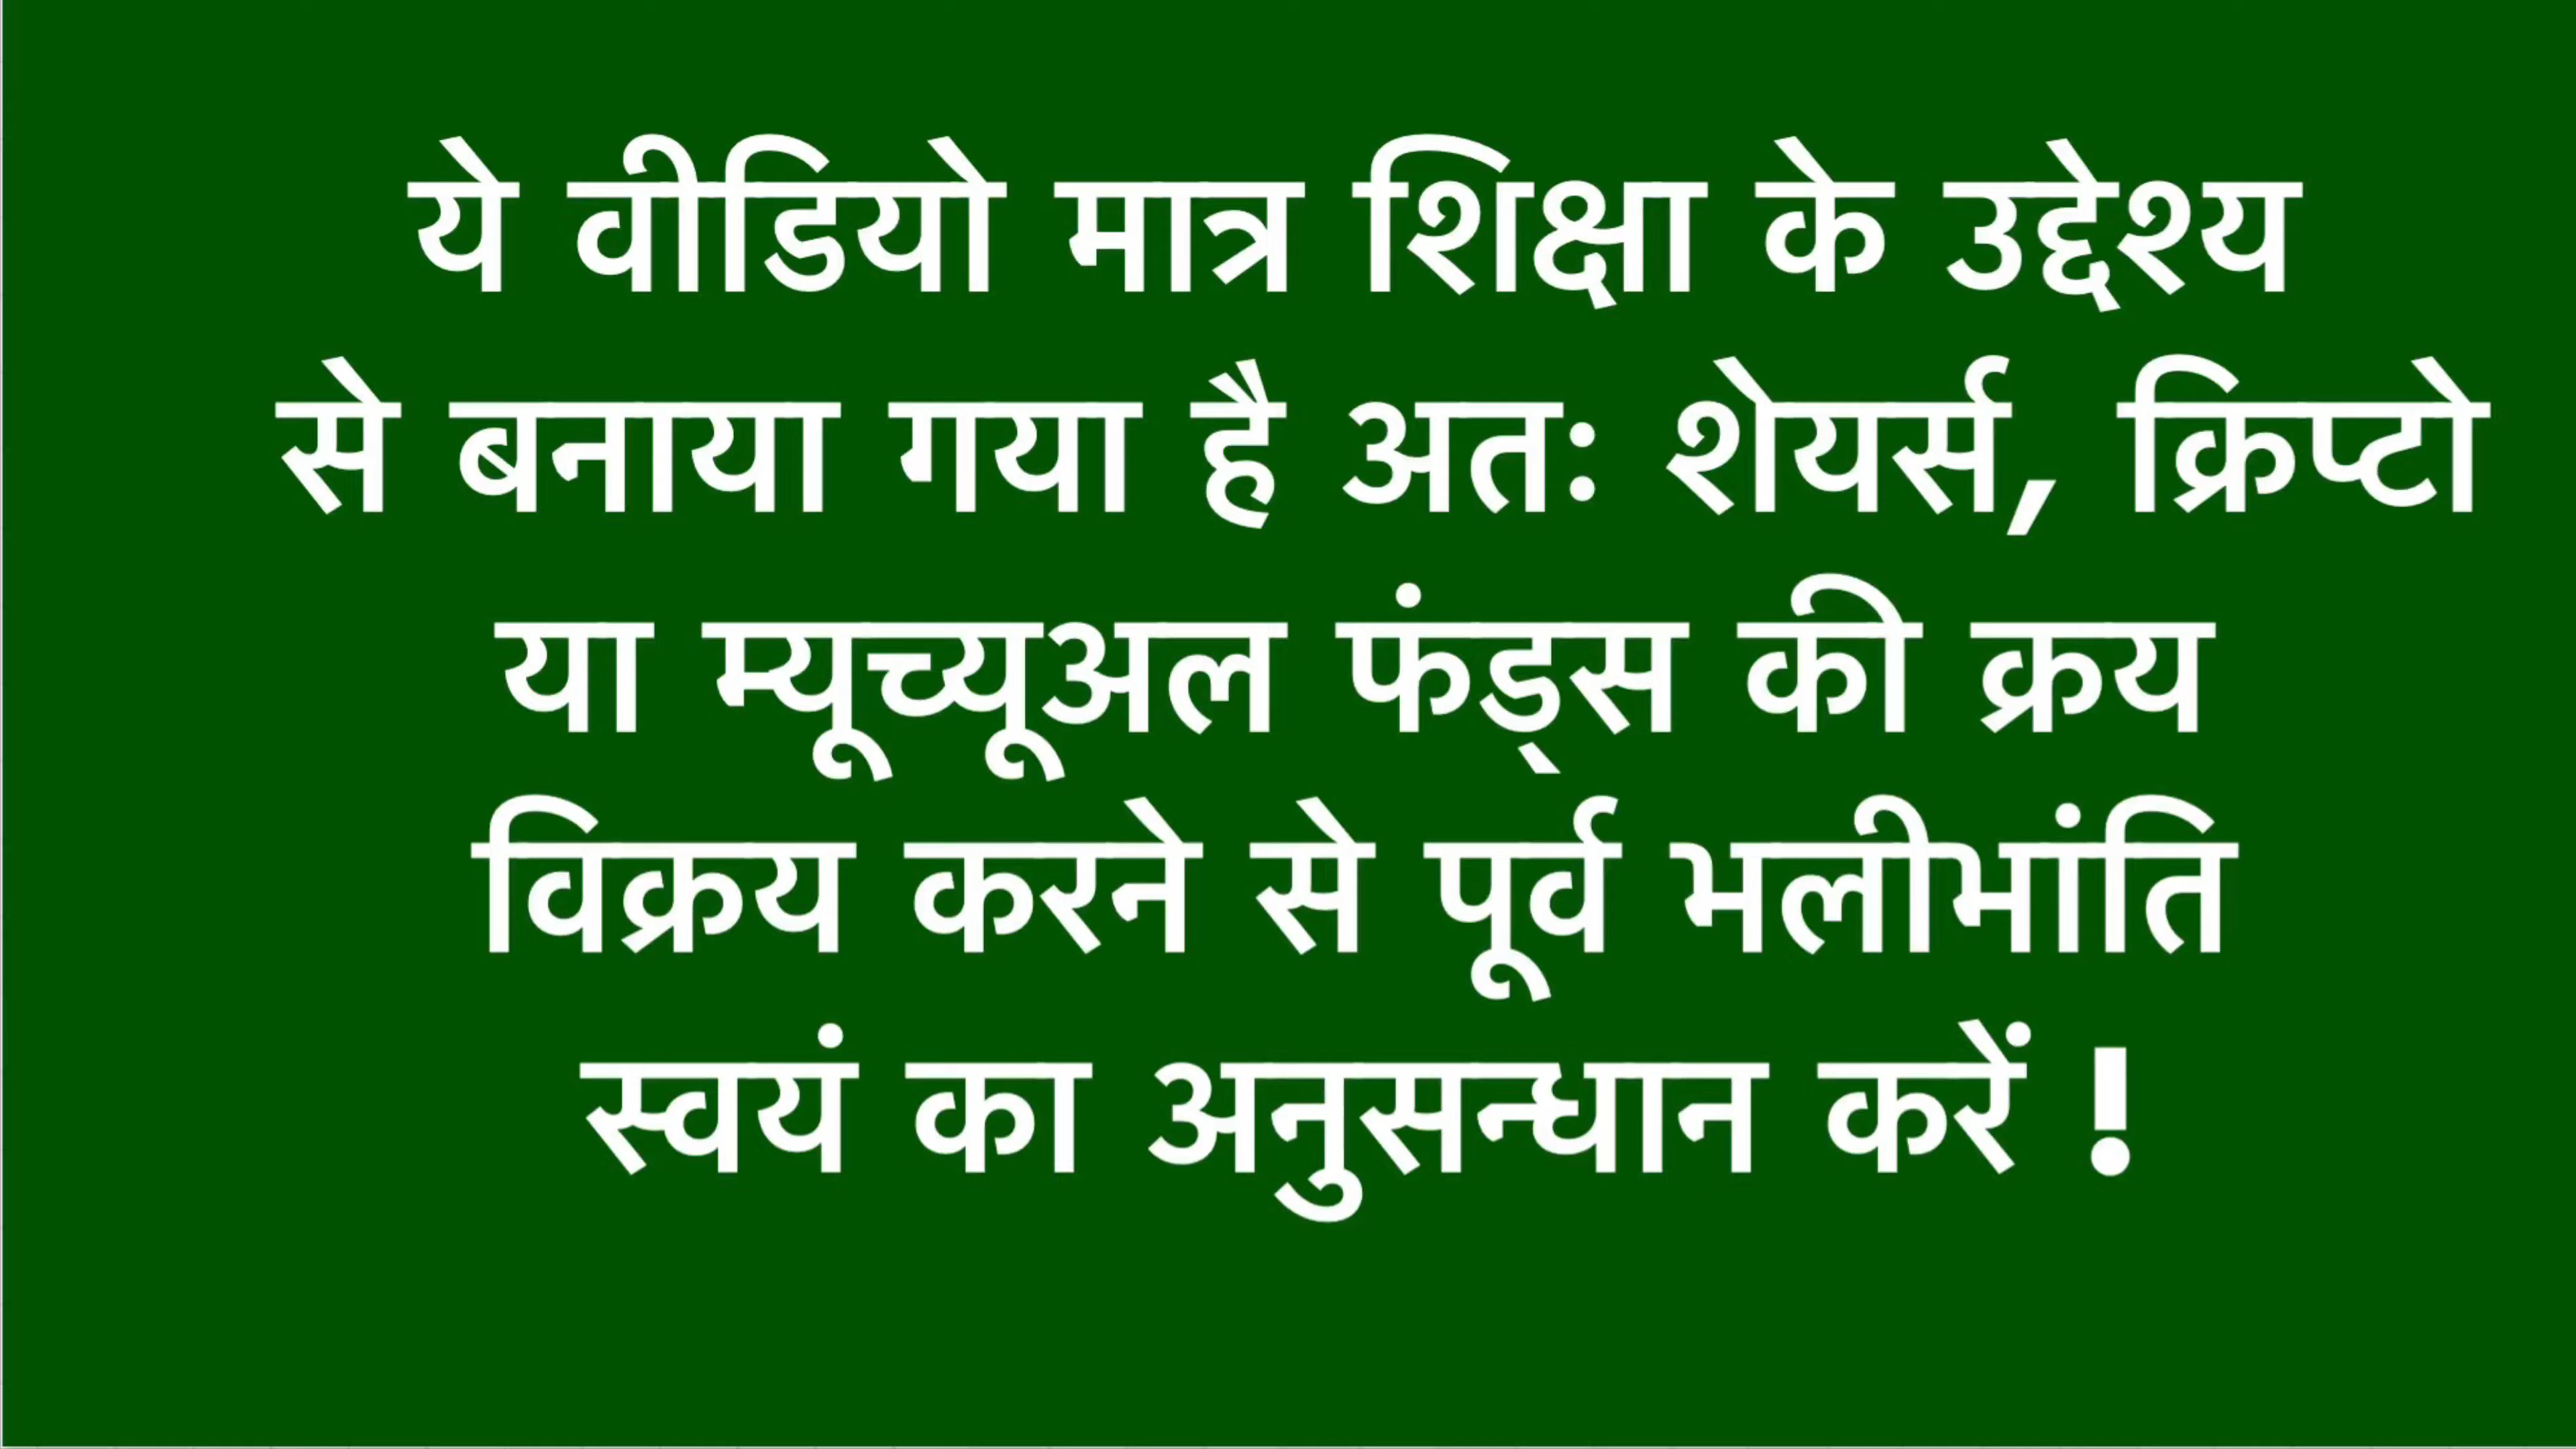 ये वीडियो मात्र शिक्षा के उद्देश्य
से बनाया गया है अतः शेयर्स, क्रिप्टो
या म्यूच्यूअल फंड्स की क्रय
विक्रय करने से पूर्व भलीभांति
स्वयं का अनुसन्धान करें !